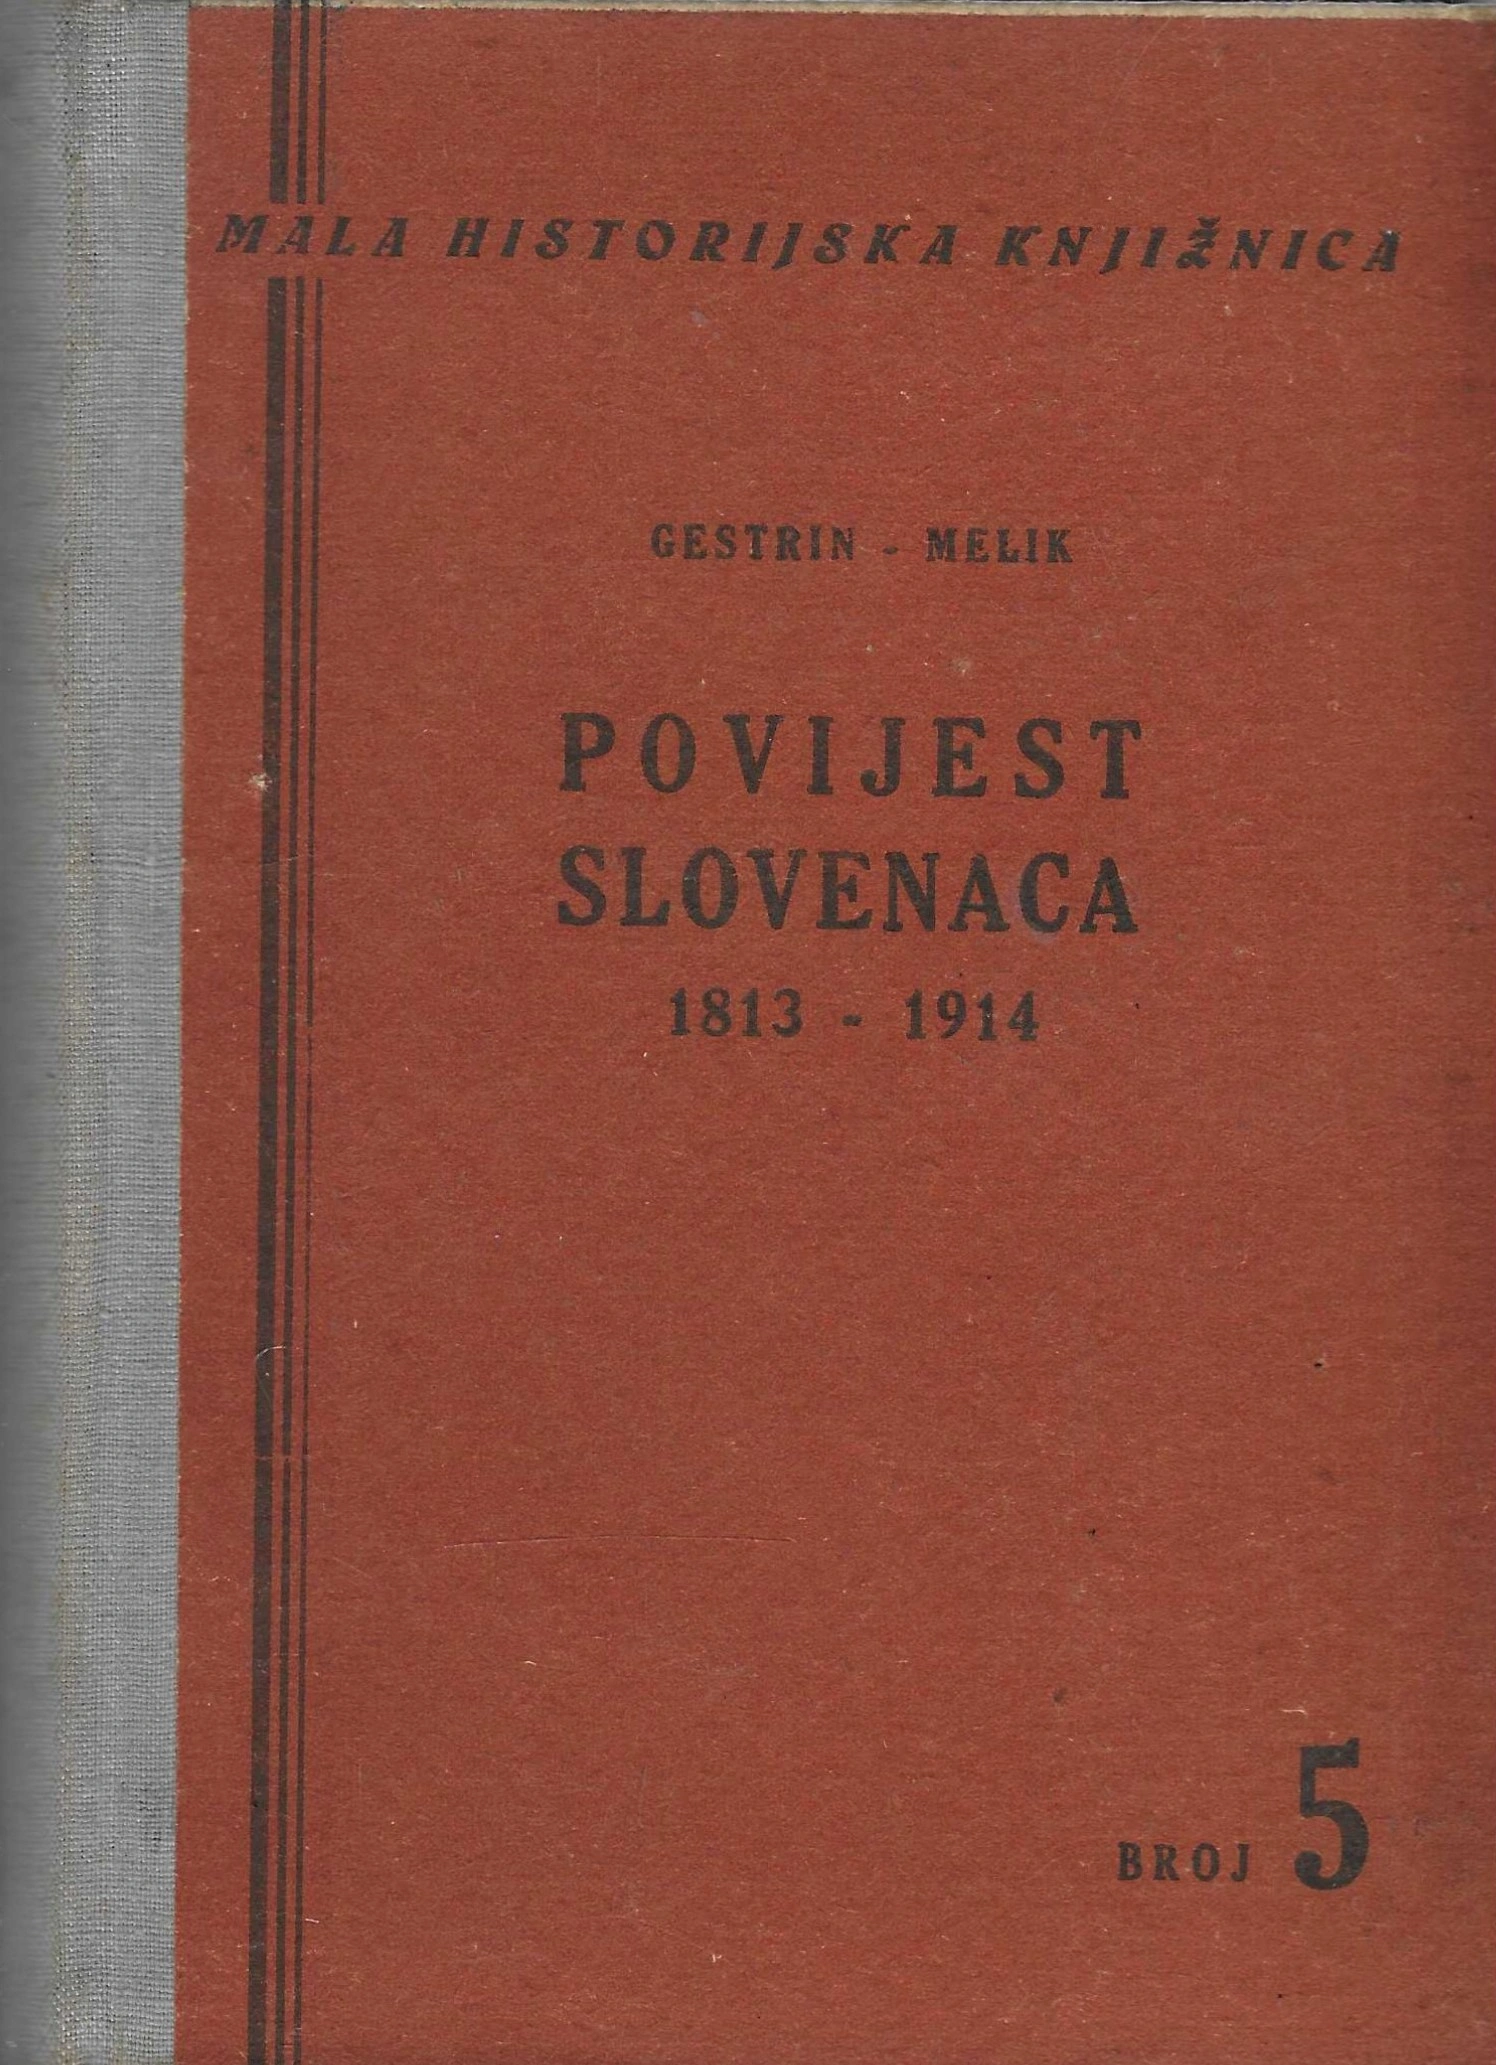 MALA HISTORIJSKA KNJIŽNICA
GESTRIN - MELIK
POVIJEST
SLOVENACA
1813 - 1914
BROJ 5